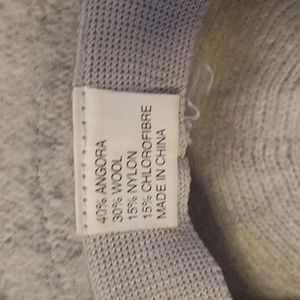 40% ANGORA
30% WOOL
15% NYLON
15% CHLOROFIBRE
MADE IN CHINA